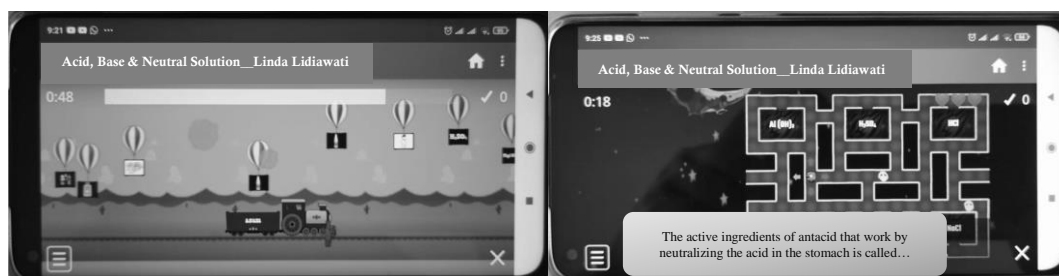 9:21
Acid, Base & Neutral Solution__Linda Lidiawati
0:48
✓ 0
H₂SO₄
9:25
Acid, Base & Neutral Solution__Linda Lidiawati
0:18
✓ 0
Al (OH)₃
H₂SO₄
HCl
NaCl
The active ingredients of antacid that work by
neutralizing the acid in the stomach is called…